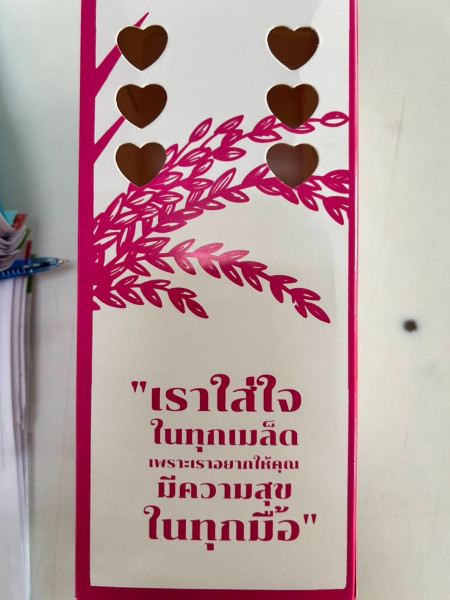 "เราใส่ใจ
ในทุกเมล็ด
เพราะเราอยากให้คุณ
มีความสุข
ในทุกมื้อ"